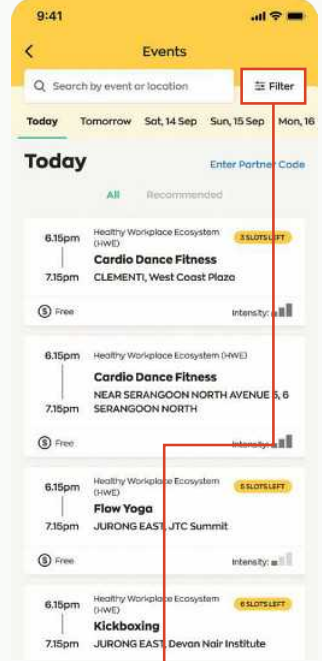 9:41
Events
Search by event or location
Filter
Today Tomorrow Sat, 14 Sep Sun, 15 Sep Mon, 16
Today
Enter Partner Code
All Recommended
6.15pm
Healthy Workplace Ecosystem
(HWE)
3 SLOTS LEFT
Cardio Dance Fitness
7.15pm
CLEMENTI, West Coast Plaza
Free
Intensity:
6.15pm
Healthy Workplace Ecosystem (HWE)
Cardio Dance Fitness
NEAR SERANGOON NORTH AVENUE 5, 6
7.15pm
SERANGOON NORTH
Free
Intensity:
6.15pm
Healthy Workplace Ecosystem
(HWE)
5 SLOTS LEFT
Flow Yoga
7.15pm
JURONG EAST, JTC Summit
Free
Intensity:
6.15pm
Healthy Workplace Ecosystem
(HWE)
6 SLOTS LEFT
Kickboxing
7.15pm
JURONG EAST, Devan Nair Institute